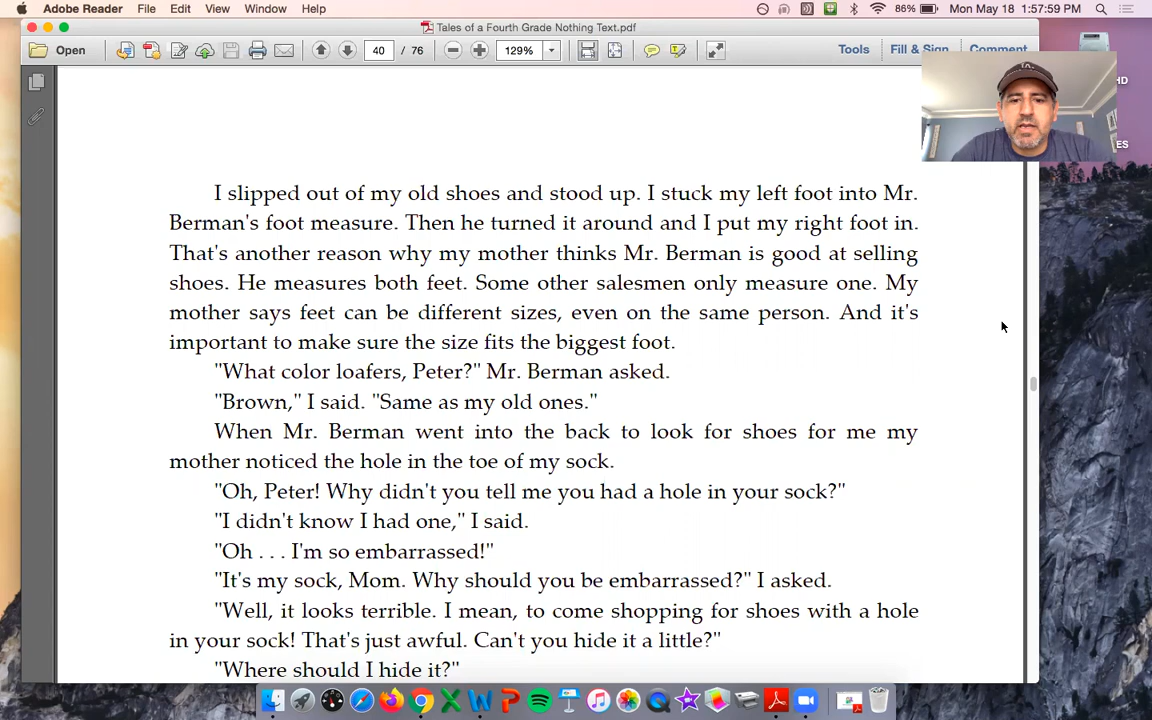 Adobe Reader File Edit View Window Help 86% Mon May 18 1:57:59 PM
Tales of a Fourth Grade Nothing Text.pdf
Open 40 / 76 129% Tools Fill & Sign Comment
HD
ES
I slipped out of my old shoes and stood up. I stuck my left foot into Mr.
Berman's foot measure. Then he turned it around and I put my right foot in.
That's another reason why my mother thinks Mr. Berman is good at selling
shoes. He measures both feet. Some other salesmen only measure one. My
mother says feet can be different sizes, even on the same person. And it's
important to make sure the size fits the biggest foot.
"What color loafers, Peter?" Mr. Berman asked.
"Brown," I said. "Same as my old ones."
When Mr. Berman went into the back to look for shoes for me my
mother noticed the hole in the toe of my sock.
"Oh, Peter! Why didn't you tell me you had a hole in your sock?"
"I didn't know I had one," I said.
"Oh . . . I'm so embarrassed!"
"It's my sock, Mom. Why should you be embarrassed?" I asked.
"Well, it looks terrible. I mean, to come shopping for shoes with a hole
in your sock! That's just awful. Can't you hide it a little?"
"Where should I hide it?"